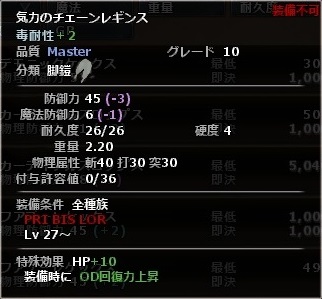 装備不可
気力のチェーンレギンス
毒耐性+2
品質 Master グレード 10
分類 脚鎧
防御力 45 (-3)
魔法防御力 6 (-1)
耐久度 26/26 硬度 4
重量 2.20
物理属性 斬40 打30 突30
付与許容値 0/36
装備条件 全種族
PRI BIS LOR
Lv 27～
特殊効果 HP+10
装備時に OD回復力上昇